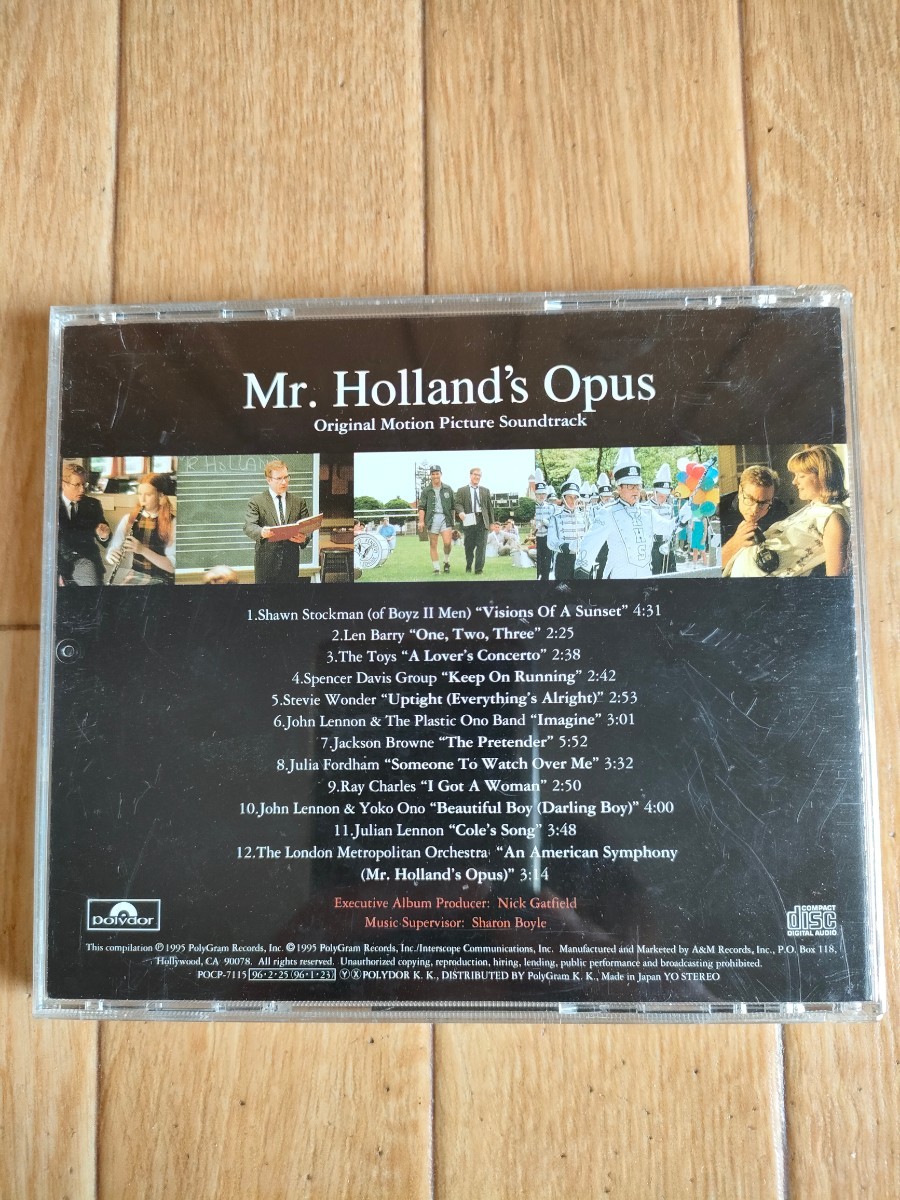 Mr. Holland's Opus
Original Motion Picture Soundtrack
R HOLLAN
1.Shawn Stockman (of Boyz II Men) “Visions Of A Sunset” 4:31
2.Len Barry “One, Two, Three” 2:25
3.The Toys “A Lover's Concerto” 2:38
4.Spencer Davis Group “Keep On Running” 2:42
5.Stevie Wonder “Uptight (Everything's Alright)” 2:53
6.John Lennon & The Plastic Ono Band “Imagine” 3:01
7.Jackson Browne “The Pretender” 5:52
8.Julia Fordham “Someone To Watch Over Me” 3:32
9.Ray Charles “I Got A Woman” 2:50
10.John Lennon & Yoko Ono “Beautiful Boy (Darling Boy)” 4:00
11.Julian Lennon “Cole's Song” 3:48
12.The London Metropolitan Orchestra “An American Symphony
(Mr. Holland's Opus)” 3:14
Executive Album Producer: Nick Gatfield
Music Supervisor: Sharon Boyle
polydor
COMPACT
disc
DIGITAL AUDIO
This compilation ℗ 1995 PolyGram Records, Inc. © 1995 PolyGram Records, Inc./Interscope Communications, Inc. Manufactured and Marketed by A&M Records, Inc., P.O. Box 118,
Hollywood, CA 90078. All rights reserved. Unauthorized copying, reproduction, hiring, lending, public performance and broadcasting prohibited.
POCP-7115 96・2・25 (96・1・23) Ⓨ Ⓧ POLYDOR K. K., DISTRIBUTED BY PolyGram K. K., Made in Japan YO STEREO